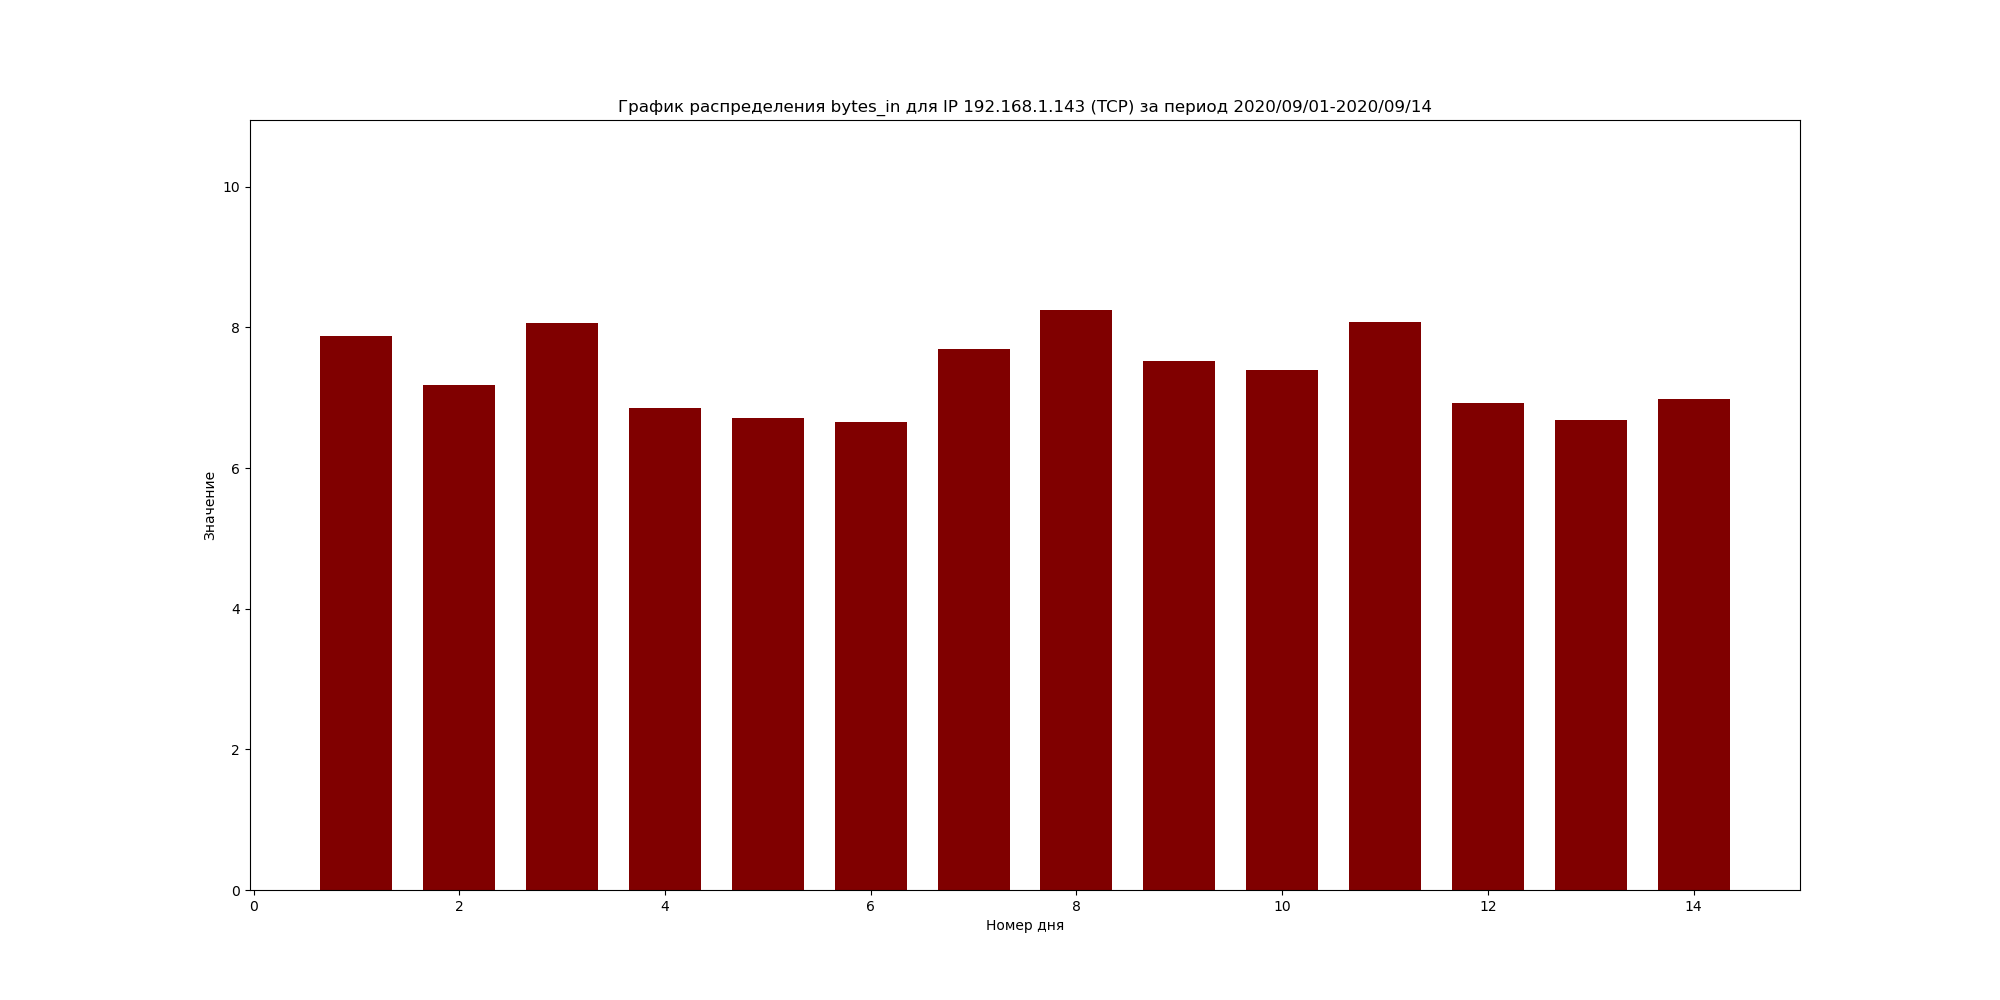 График распределения bytes_in для IP 192.168.1.143 (TCP) за период 2020/09/01-2020/09/14
10
8
6
4
2
0
Значение
0 2 4 6 8 10 12 14
Номер дня